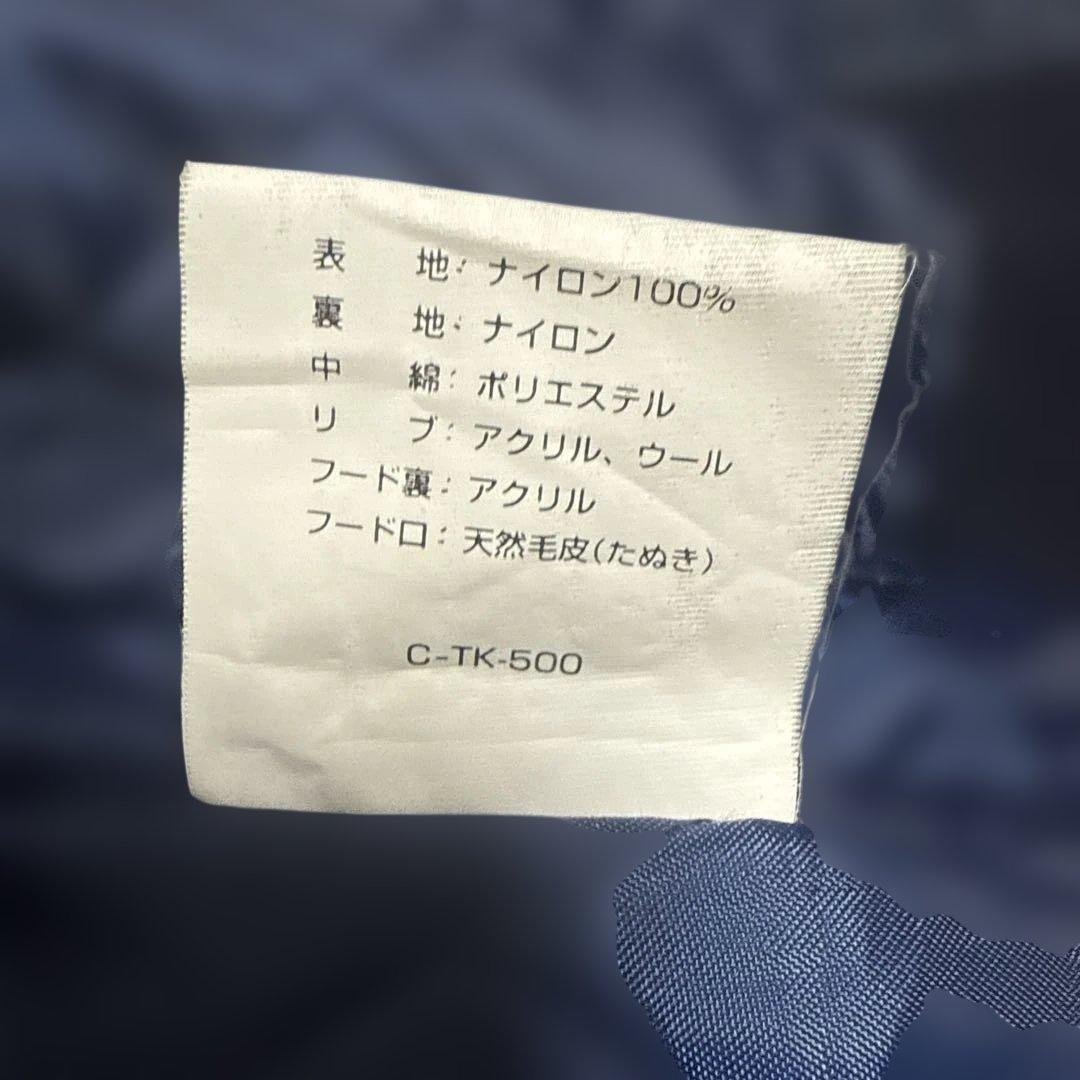 表　　地：ナイロン100%
裏　　地：ナイロン
中　　綿：ポリエステル
リ　　ブ：アクリル、ウール
フード裏：アクリル
フード口：天然毛皮(たぬき)
C-TK-500